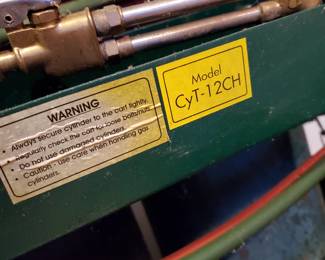 WARNING
• Always secure cylinder to the cart tightly.
• Regularly check the cart for loose bolts/nuts.
• Do not use damaged cylinders.
• Caution - use care when handling gas
cylinders.
Model
CyT-12CH